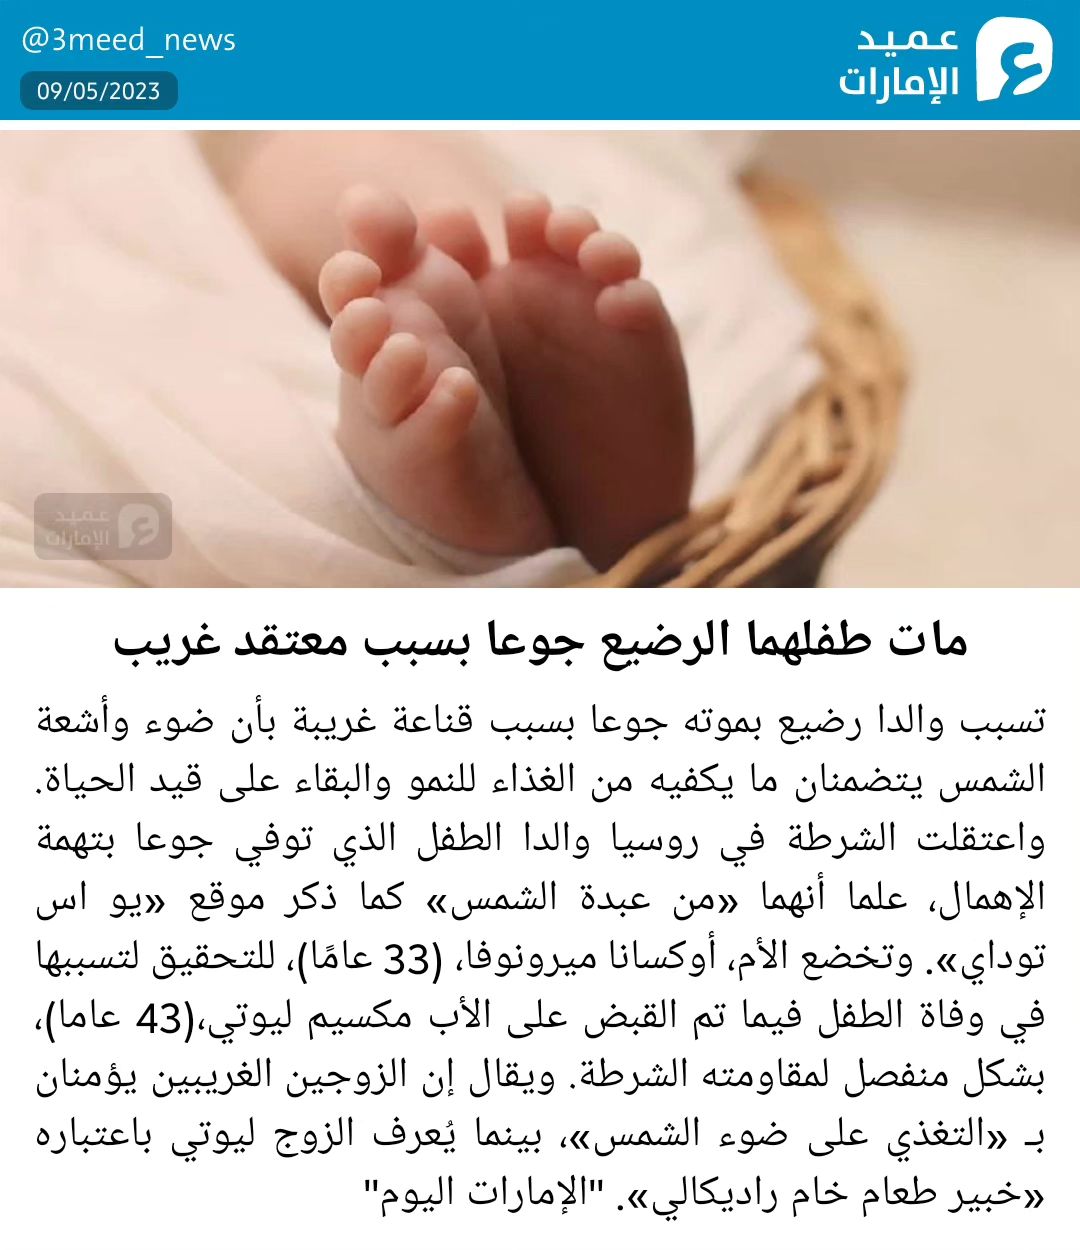 @3meed_news
09/05/2023
عميد
الإمارات
عميد
الإمارات
مات طفلهما الرضيع جوعا بسبب معتقد غريب
تسبب والدا رضيع بموته جوعا بسبب قناعة غريبة بأن ضوء وأشعة
الشمس يتضمنان ما يكفيه من الغذاء للنمو والبقاء على قيد الحياة.
واعتقلت الشرطة في روسيا والدا الطفل الذي توفي جوعا بتهمة
الإهمال، علما أنهما «من عبدة الشمس» كما ذكر موقع «يو اس
توداي». وتخضع الأم، أوكسانا ميرونوفا، (33 عامًا)، للتحقيق لتسببها
في وفاة الطفل فيما تم القبض على الأب مكسيم ليوتي،(43 عاما)،
بشكل منفصل لمقاومته الشرطة. ويقال إن الزوجين الغريبين يؤمنان
بـ «التغذي على ضوء الشمس»، بينما يُعرف الزوج ليوتي باعتباره
«خبير طعام خام راديكالي». "الإمارات اليوم"